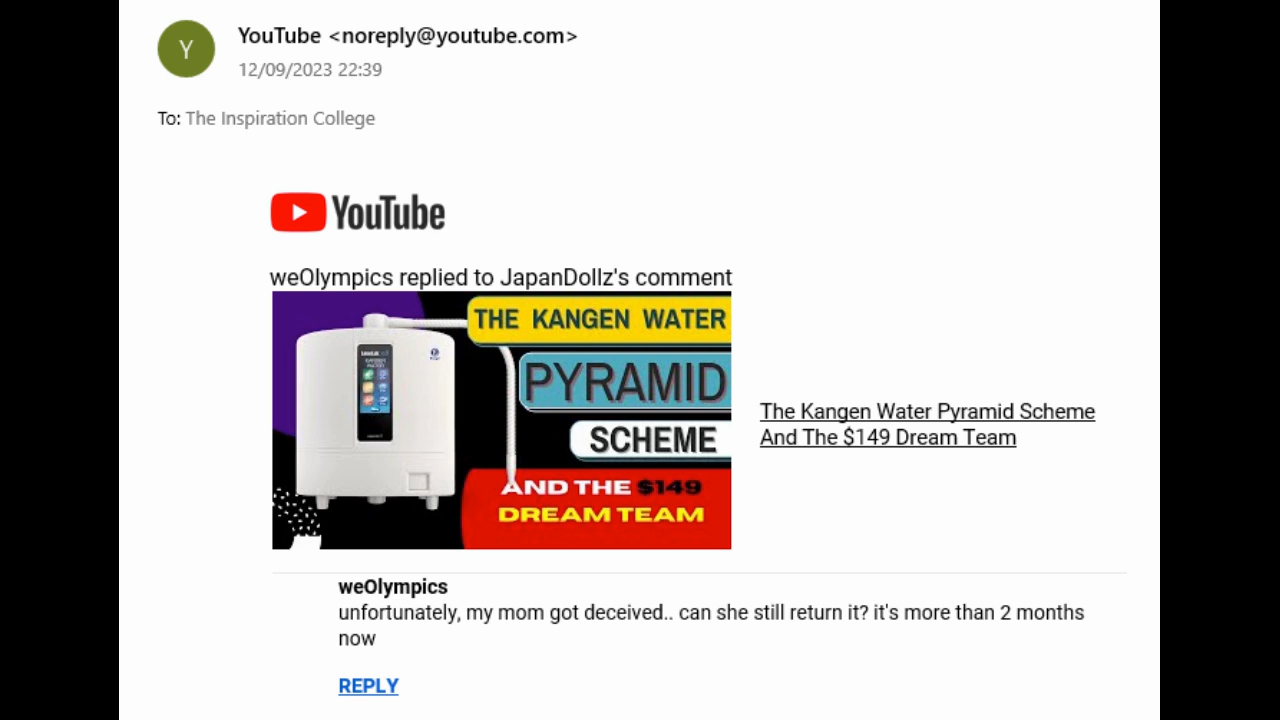 Y
YouTube <noreply@youtube.com>
12/09/2023 22:39
To: The Inspiration College
YouTube
weOlympics replied to JapanDollz's comment
THE KANGEN WATER
PYRAMID
SCHEME
AND THE $149
DREAM TEAM
The Kangen Water Pyramid Scheme
And The $149 Dream Team
weOlympics
unfortunately, my mom got deceived.. can she still return it? it's more than 2 months
now
REPLY